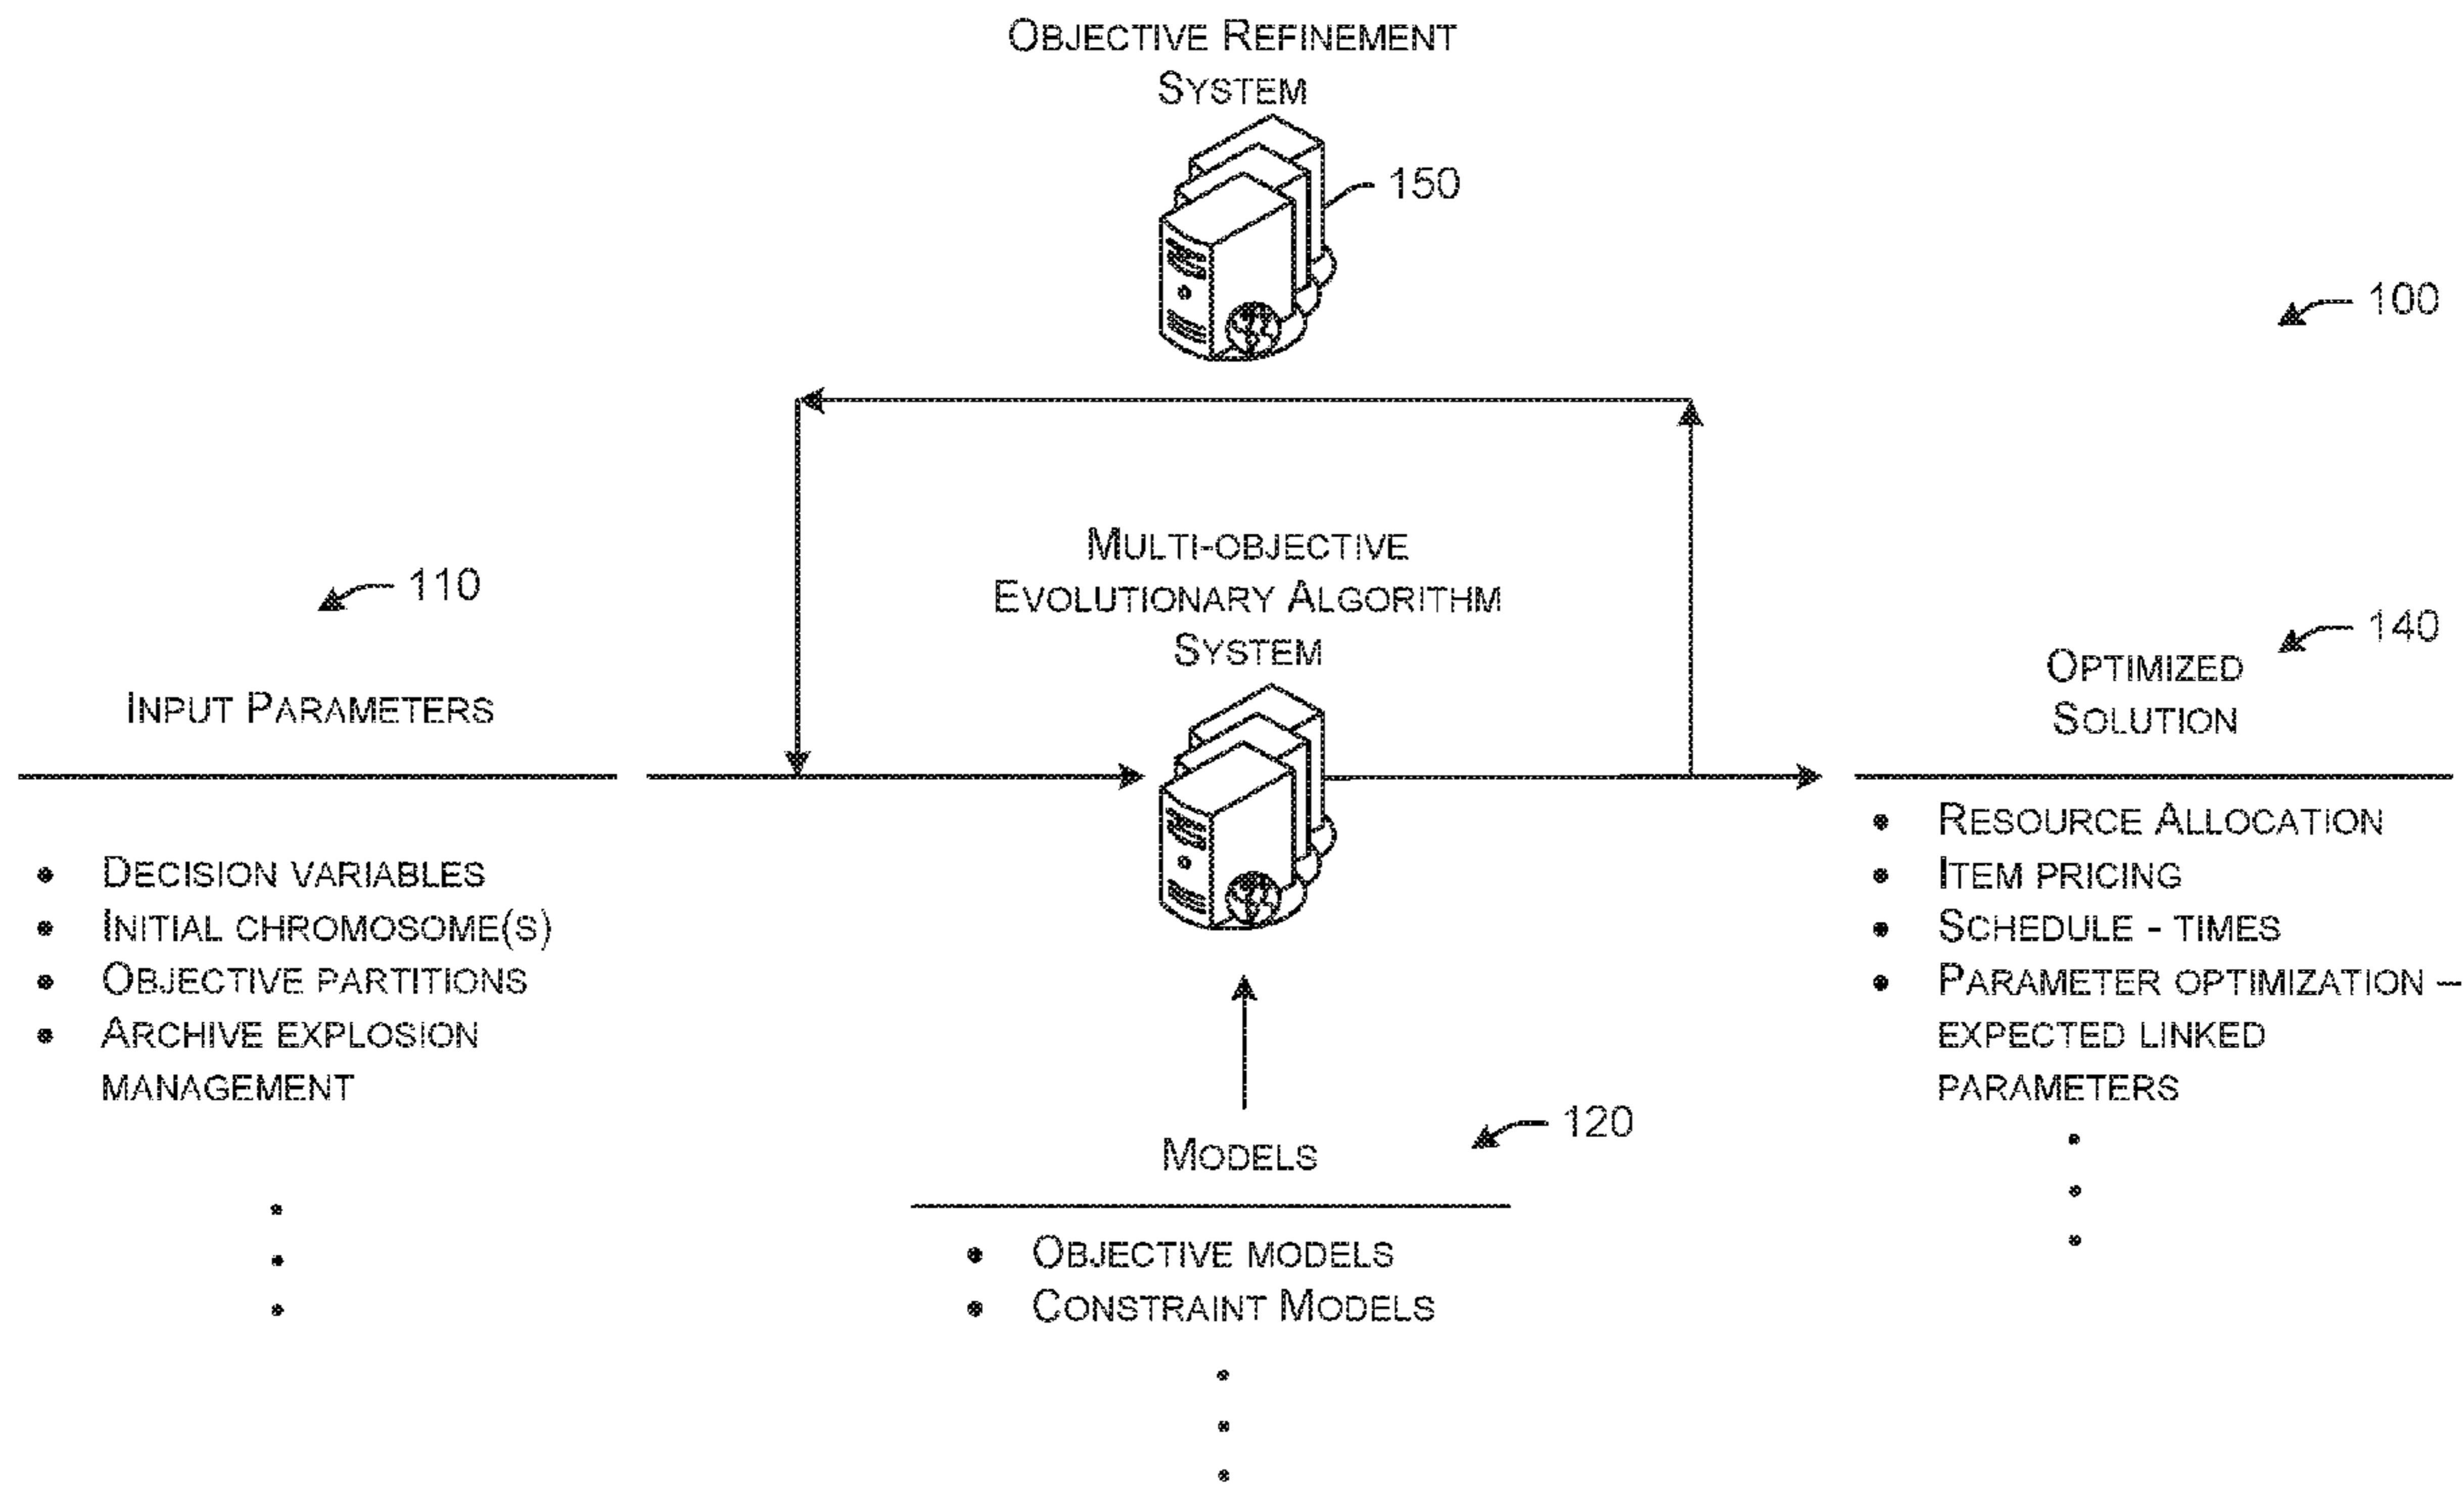 OBJECTIVE REFINEMENT
SYSTEM
150
100
MULTI-OBJECTIVE
EVOLUTIONARY ALGORITHM
SYSTEM
110
INPUT PARAMETERS
• DECISION VARIABLES
• INITIAL CHROMOSOME(S)
• OBJECTIVE PARTITIONS
• ARCHIVE EXPLOSION
MANAGEMENT
120
MODELS
• OBJECTIVE MODELS
• CONSTRAINT MODELS
140
OPTIMIZED
SOLUTION
• RESOURCE ALLOCATION
• ITEM PRICING
• SCHEDULE - TIMES
• PARAMETER OPTIMIZATION –
EXPECTED LINKED
PARAMETERS